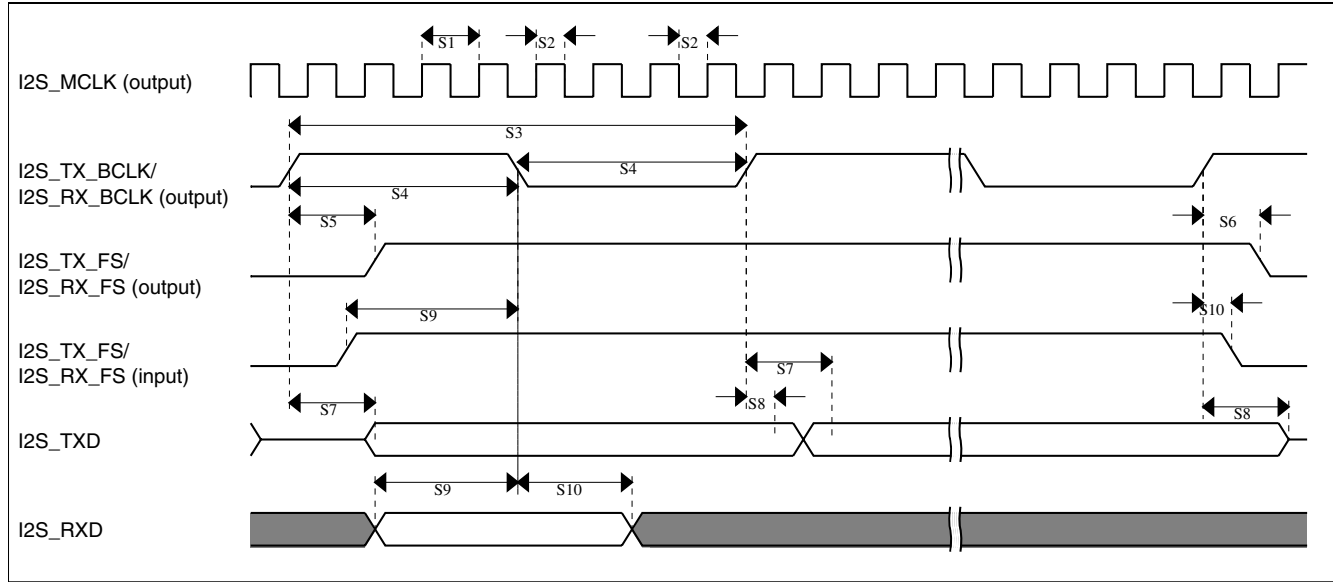 S1
S2
S2
I2S_MCLK (output)
S3
I2S_TX_BCLK/
I2S_RX_BCLK (output)
S4
S4
S5
S6
I2S_TX_FS/
I2S_RX_FS (output)
S9
S10
I2S_TX_FS/
I2S_RX_FS (input)
S7
S7
S8
S8
I2S_TXD
S9
S10
I2S_RXD